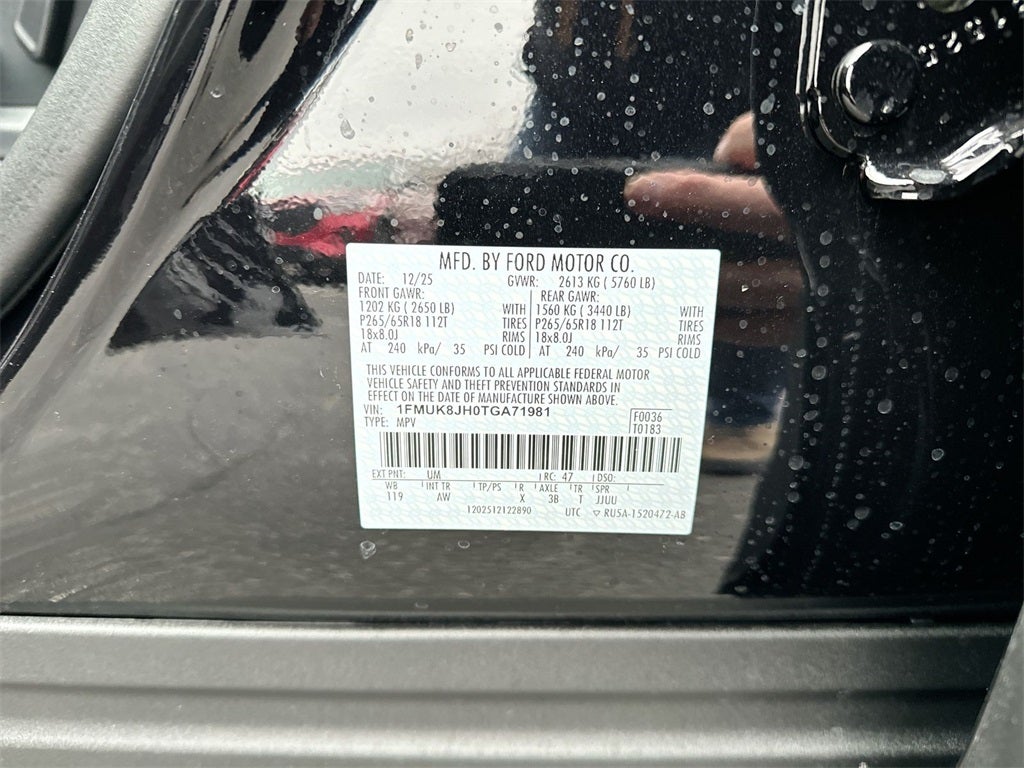 MFD. BY FORD MOTOR CO.
DATE: 12/25 GVWR: 2613 KG ( 5760 LB)
FRONT GAWR: REAR GAWR:
1202 KG ( 2650 LB) WITH 1560 KG ( 3440 LB) WITH
P265/65R18 112T TIRES P265/65R18 112T TIRES
18x8.0J RIMS 18x8.0J RIMS
AT 240 kPa/ 35 PSI COLD AT 240 kPa/ 35 PSI COLD
THIS VEHICLE CONFORMS TO ALL APPLICABLE FEDERAL MOTOR
VEHICLE SAFETY AND THEFT PREVENTION STANDARDS IN
EFFECT ON THE DATE OF MANUFACTURE SHOWN ABOVE.
VIN: 1FMUK8JH0TGA71981 F0036
TYPE: MPV T0183
EXT PNT: UM RC: 47 DSO:
WB INT TR TP/PS R AXLE TR SPR
119 AW X 3B T JJUU
120251212289​0 UTC ▽ RU5A-1520472-AB